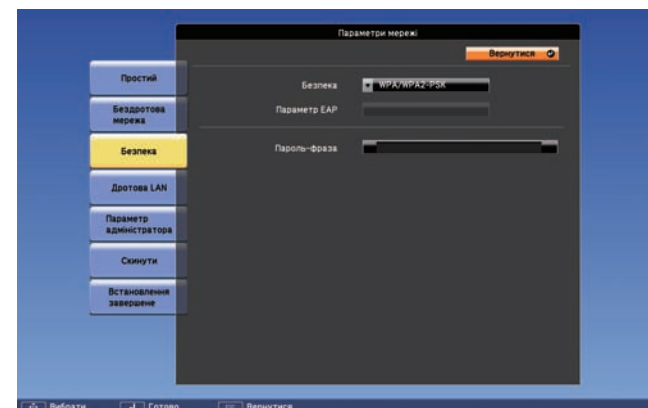 Параметри мережі
Вернутися
Простий
Бездротова
мережа
Безпека
Дротова LAN
Параметр
адміністратора
Скинути
Встановлення
завершене
Безпека
WPA/WPA2-PSK
Параметр EAP
Пароль-фраза
Вибрати
Готово
Вернутися